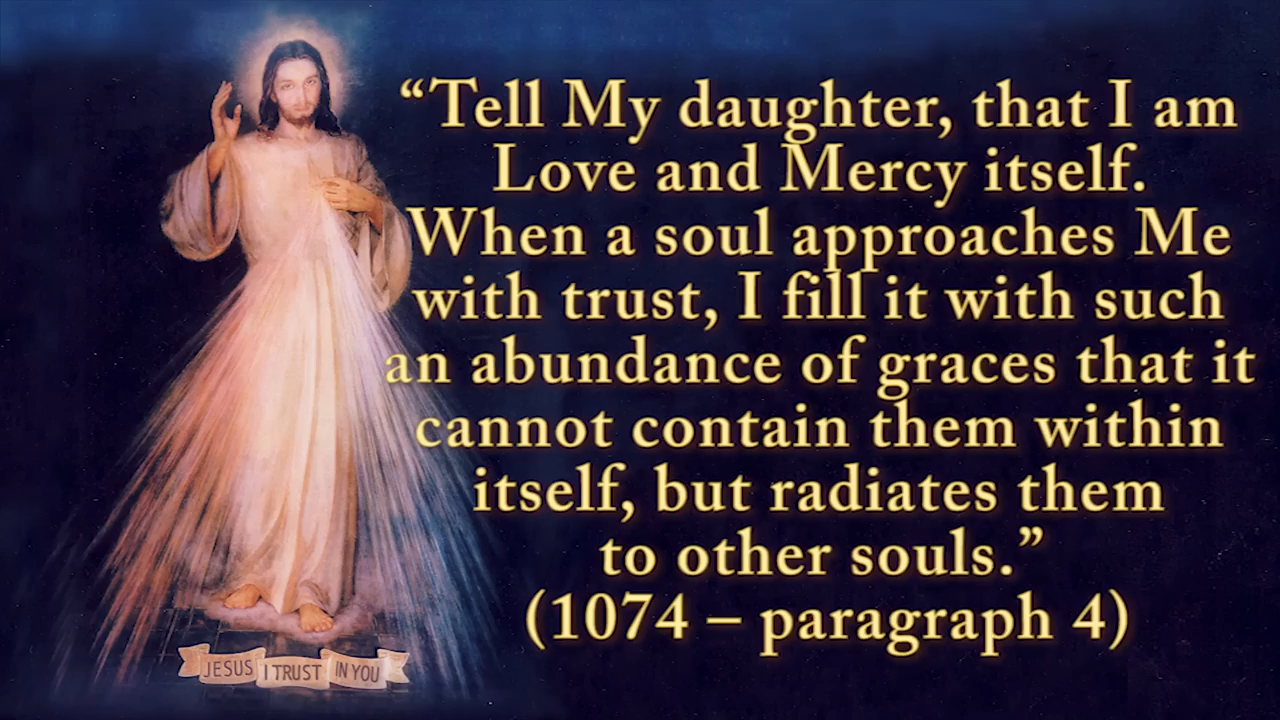 “Tell My daughter, that I am
Love and Mercy itself.
When a soul approaches Me
with trust, I fill it with such
an abundance of graces that it
cannot contain them within
itself, but radiates them
to other souls.”
(1074 – paragraph 4)
JESUS I TRUST IN YOU